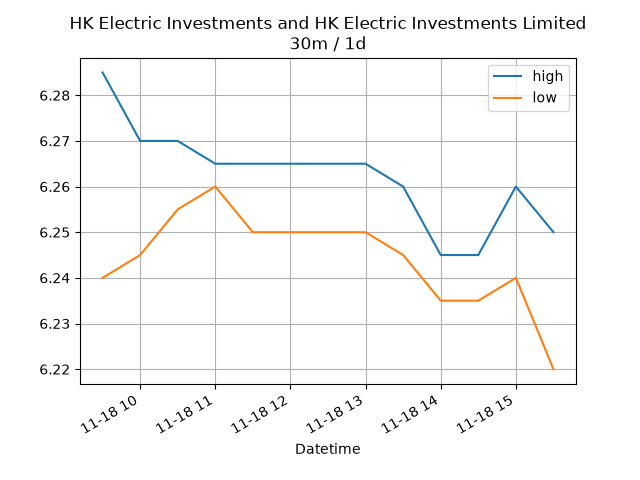 HK Electric Investments and HK Electric Investments Limited
30m / 1d
high
low
6.28
6.27
6.26
6.25
6.24
6.23
6.22
11-18 10
11-18 11
11-18 12
11-18 13
11-18 14
11-18 15
Datetime